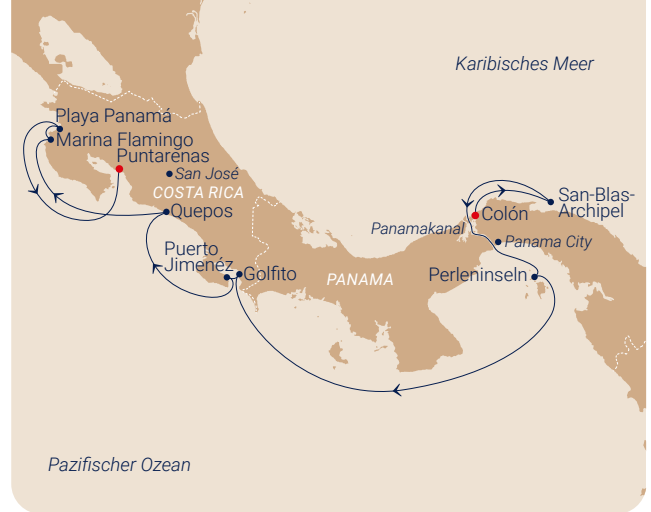 Karibisches Meer
Playa Panamá
Marina Flamingo
Puntarenas
San José
COSTA RICA
Quepos
San-Blas-
Archipel
Colón
Panamakanal
Panama City
Puerto
Jimenéz
Golfito
PANAMA
Perleninseln
Pazifischer Ozean